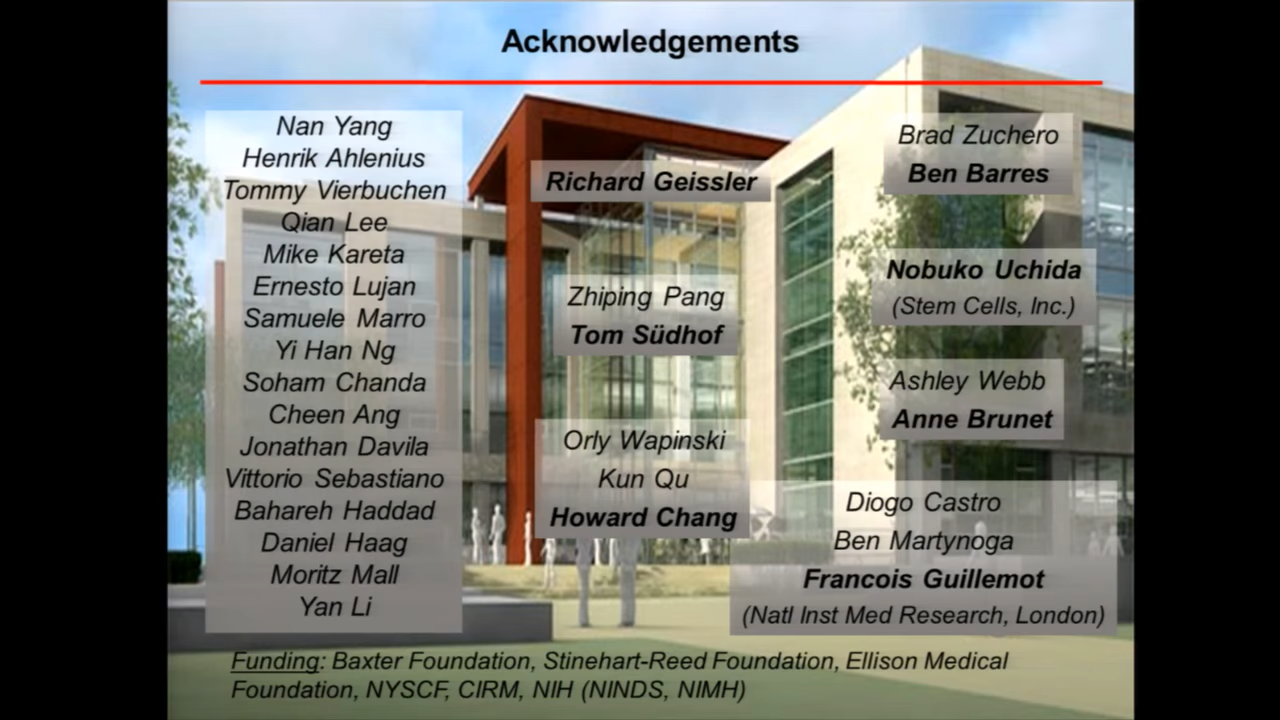 Acknowledgements
Nan Yang
Henrik Ahlenius
Tommy Vierbuchen
Qian Lee
Mike Kareta
Ernesto Lujan
Samuele Marro
Yi Han Ng
Soham Chanda
Cheen Ang
Jonathan Davila
Vittorio Sebastiano
Bahareh Haddad
Daniel Haag
Moritz Mall
Yan Li
Richard Geissler
Zhiping Pang
Tom Südhof
Orly Wapinski
Kun Qu
Howard Chang
Brad Zuchero
Ben Barres
Nobuko Uchida
(Stem Cells, Inc.)
Ashley Webb
Anne Brunet
Diogo Castro
Ben Martynoga
Francois Guillemot
(Natl Inst Med Research, London)
Funding: Baxter Foundation, Stinehart-Reed Foundation, Ellison Medical
Foundation, NYSCF, CIRM, NIH (NINDS, NIMH)